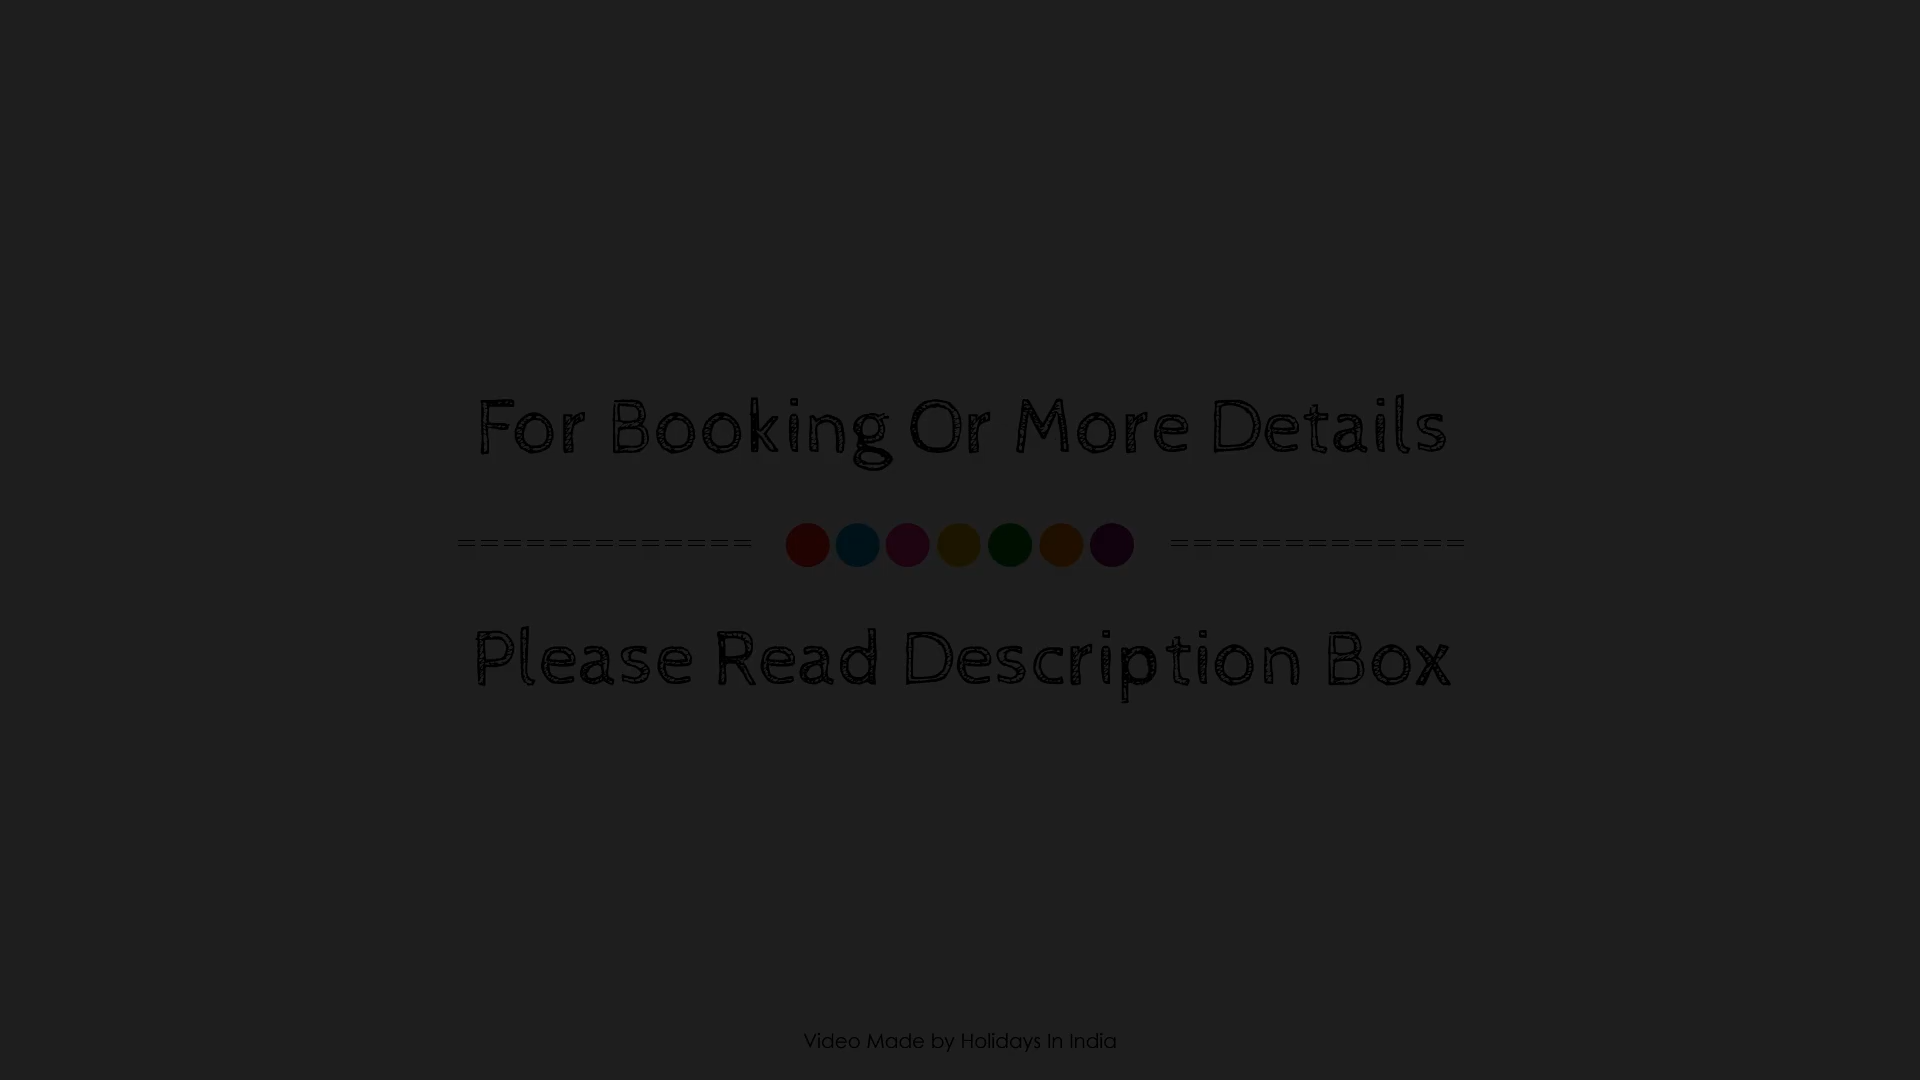 For Booking Or More Details
============= =============
Please Read Description Box
Video Made by Holidays In India